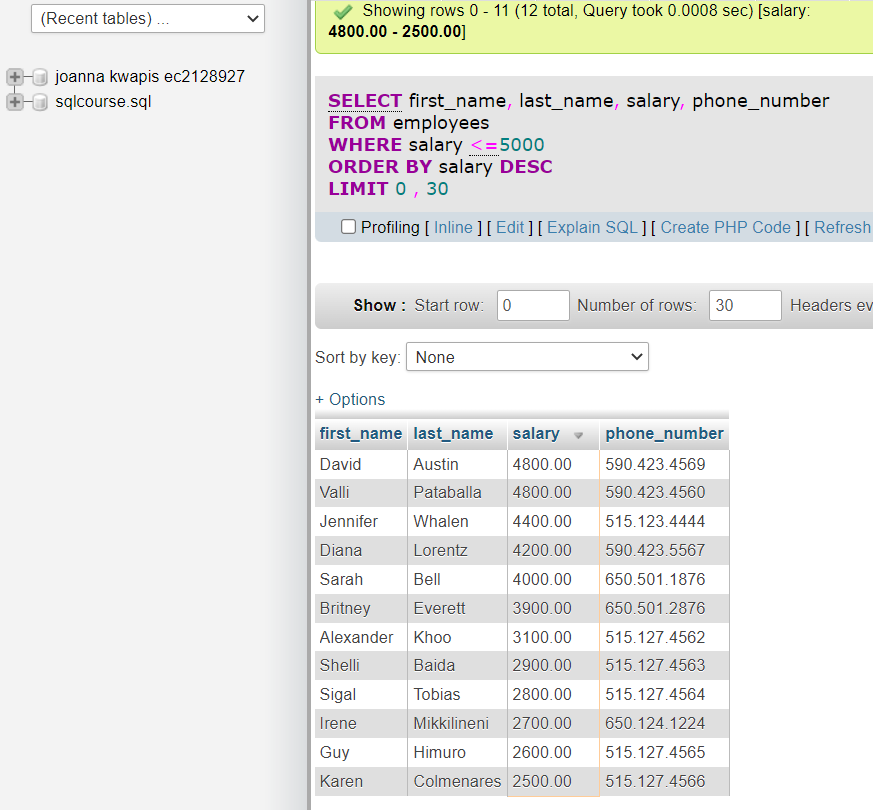 (Recent tables) ...
joanna kwapis ec2128927
sqlcourse.sql
Showing rows 0 - 11 (12 total, Query took 0.0008 sec) [salary:
4800.00 - 2500.00]
SELECT first_name, last_name, salary, phone_number
FROM employees
WHERE salary <=5000
ORDER BY salary DESC
LIMIT 0 , 30
Profiling [ Inline ] [ Edit ] [ Explain SQL ] [ Create PHP Code ] [ Refresh
Show : Start row: 0 Number of rows: 30 Headers ev
Sort by key: None
+ Options
first_name last_name salary phone_number
David Austin 4800.00 590.423.4569
Valli Pataballa 4800.00 590.423.4560
Jennifer Whalen 4400.00 515.123.4444
Diana Lorentz 4200.00 590.423.5567
Sarah Bell 4000.00 650.501.1876
Britney Everett 3900.00 650.501.2876
Alexander Khoo 3100.00 515.127.4562
Shelli Baida 2900.00 515.127.4563
Sigal Tobias 2800.00 515.127.4564
Irene Mikkilineni 2700.00 650.124.1224
Guy Himuro 2600.00 515.127.4565
Karen Colmenares 2500.00 515.127.4566